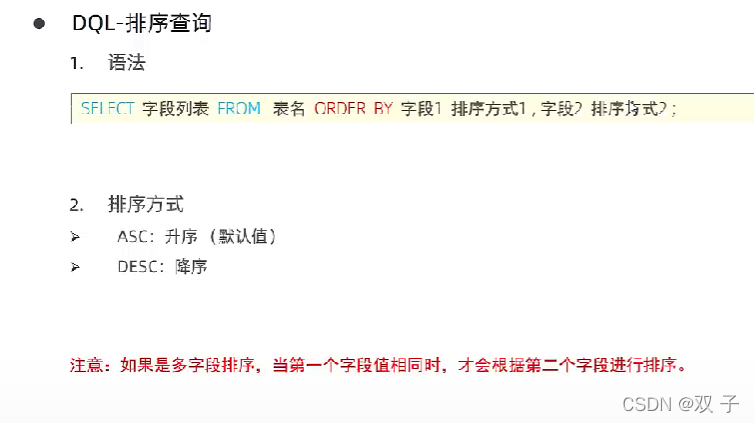 DQL-排序查询
1. 语法
SELECT 字段列表 FROM 表名 ORDER BY 字段1 排序方式1 , 字段2 排序方式2 ;
2. 排序方式
ASC：升序（默认值）
DESC：降序
注意：如果是多字段排序，当第一个字段值相同时，才会根据第二个字段进行排序。
CSDN @双 子